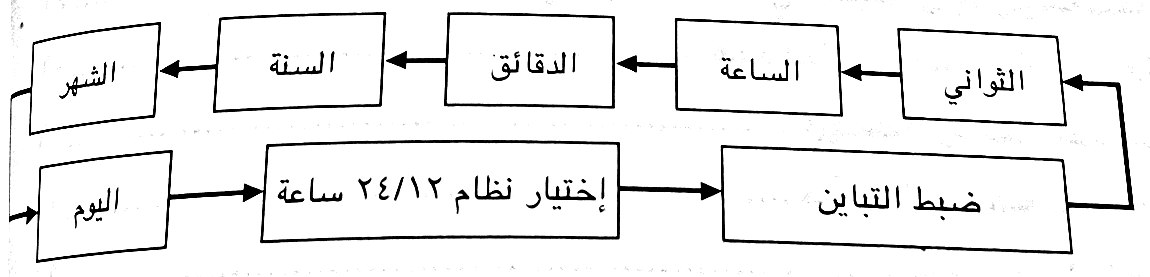 الثواني
الساعة
الدقائق
السنة
الشهر
اليوم
إختيار نظام ٢٤/١٢ ساعة
ضبط التباين